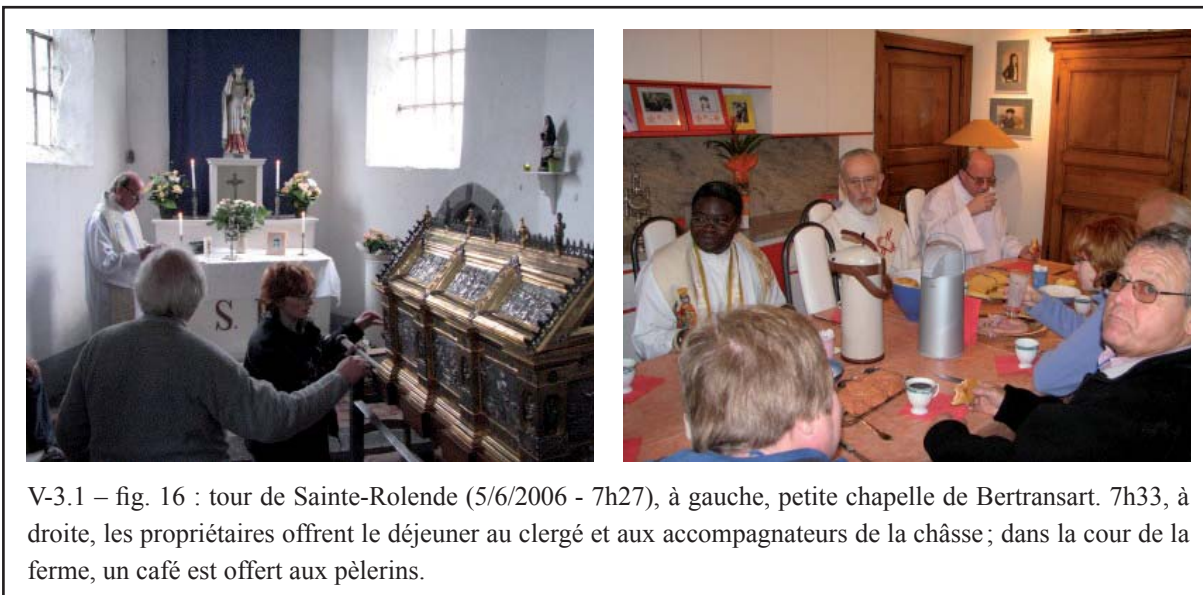 S.
V-3.1 – fig. 16 : tour de Sainte-Rolende (5/6/2006 - 7h27), à gauche, petite chapelle de Bertransart. 7h33, à
droite, les propriétaires offrent le déjeuner au clergé et aux accompagnateurs de la châsse ; dans la cour de la
ferme, un café est offert aux pèlerins.